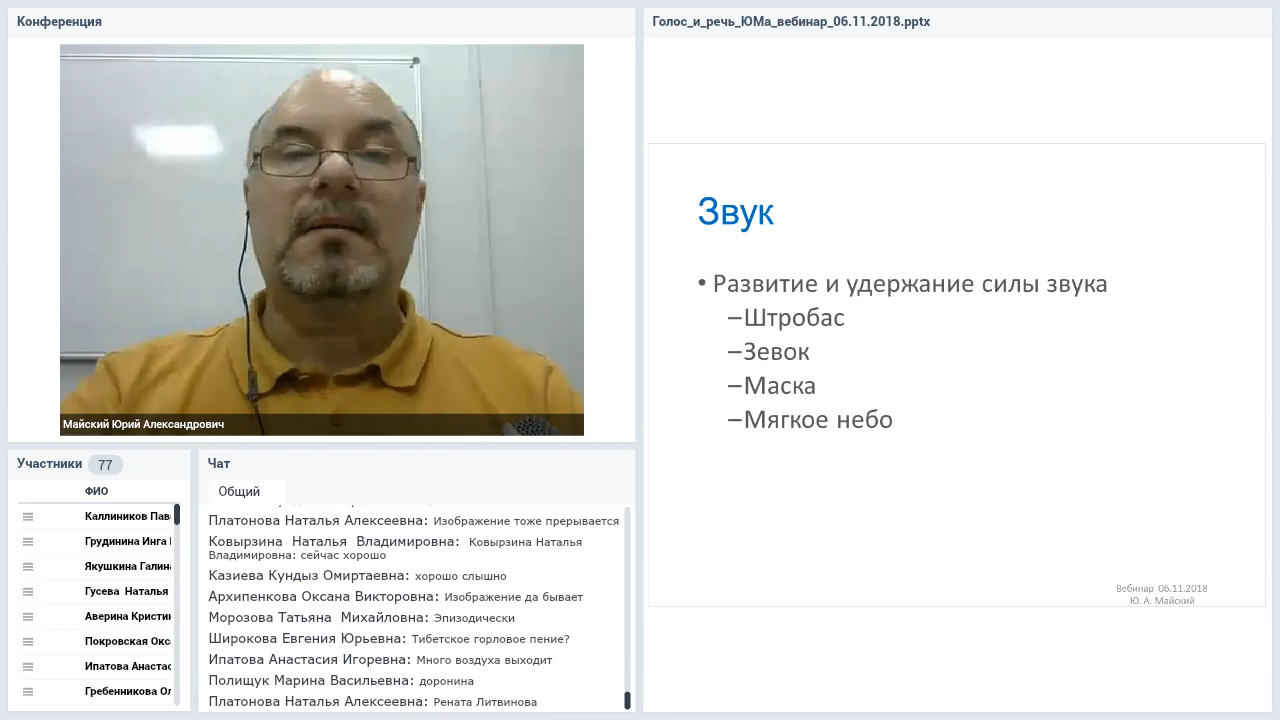 Конференция
Майский Юрий Александрович
Участники 77
ФИО
Каллиников Пав
Грудинина Инга
Якушкина Галин
Гусева Наталья
Аверина Кристи
Покровская Окс
Ипатова Анастас
Гребенникова Ол
Чат
Общий
Платонова Наталья Алексеевна: Изображение тоже прерывается
Ковырзина Наталья Владимировна: Ковырзина Наталья
Владимировна: сейчас хорошо
Казиева Кундыз Омиртаевна: хорошо слышно
Архипенкова Оксана Викторовна: Изображение да бывает
Морозова Татьяна Михайловна: Эпизодически
Широкова Евгения Юрьевна: Тибетское горловое пение?
Ипатова Анастасия Игоревна: Много воздуха выходит
Полищук Марина Васильевна: доронина
Платонова Наталья Алексеевна: Рената Литвинова
Голос_и_речь_ЮМа_вебинар_06.11.2018.pptx
Звук
• Развитие и удержание силы звука
–Штробас
–Зевок
–Маска
–Мягкое небо
Вебинар 06.11.2018
Ю. А. Майский